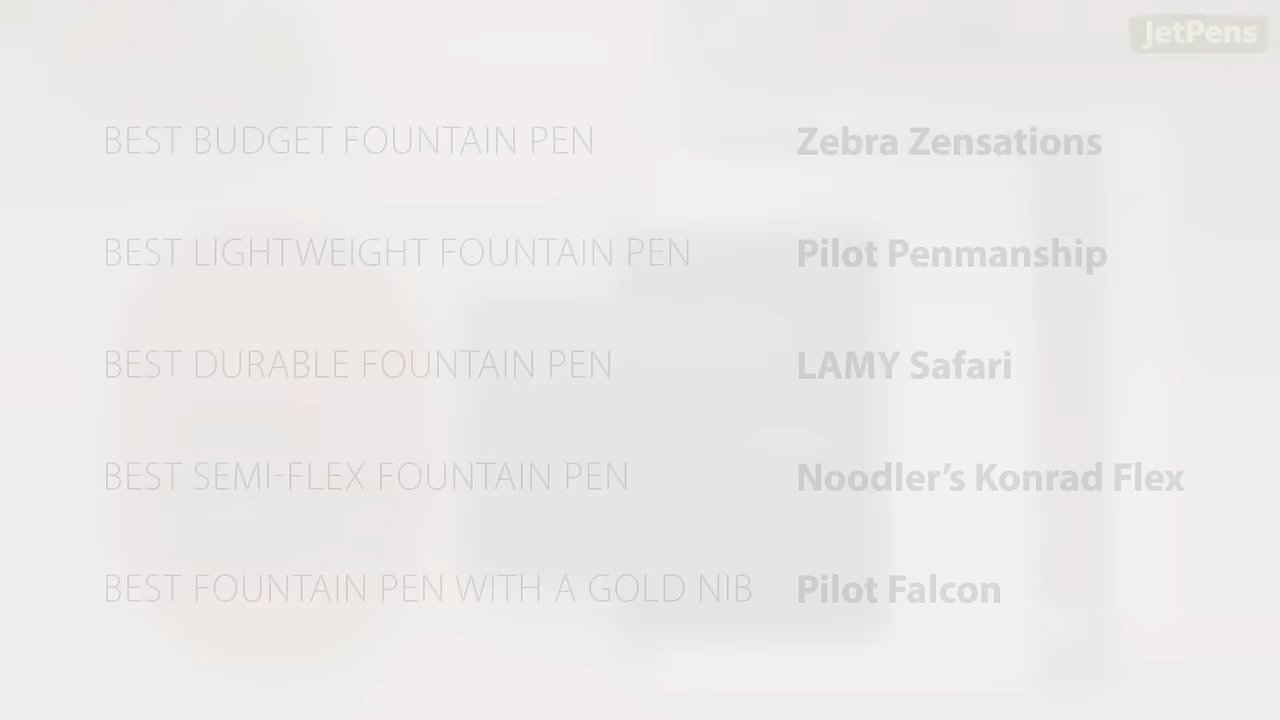 JetPens
BEST BUDGET FOUNTAIN PEN Zebra Zensations
BEST LIGHTWEIGHT FOUNTAIN PEN Pilot Penmanship
BEST DURABLE FOUNTAIN PEN LAMY Safari
BEST SEMI-FLEX FOUNTAIN PEN Noodler’s Konrad Flex
BEST FOUNTAIN PEN WITH A GOLD NIB Pilot Falcon